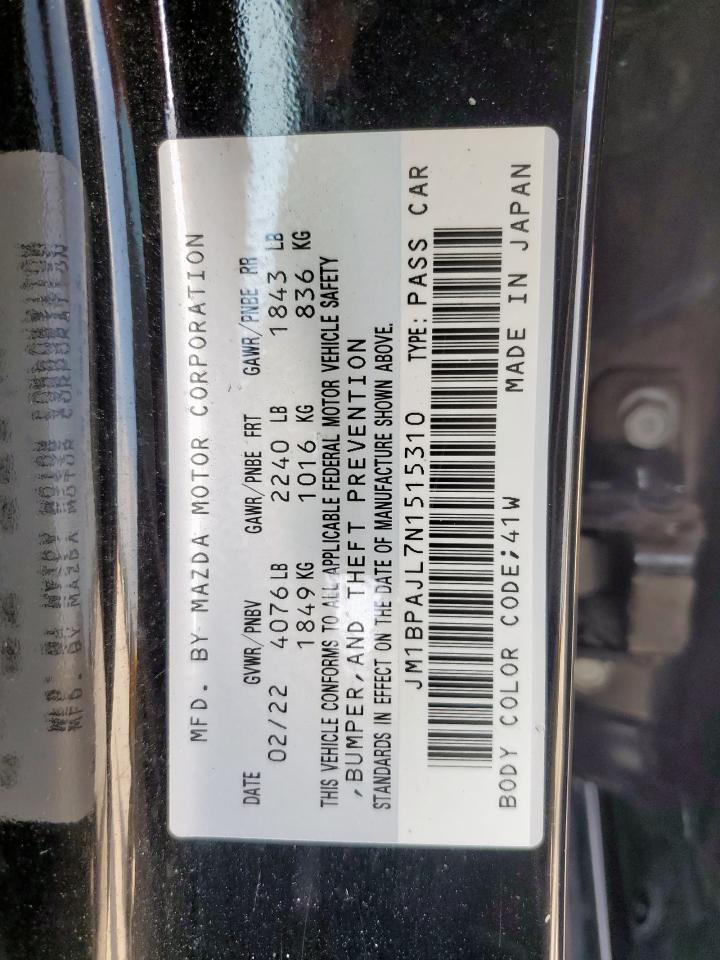 MFD. BY MAZDA MOTOR CORPORATION
DATE GVWR/PNBV GAWR/PNBE FRT GAWR/PNBE RR
02/22 4076LB 2240 LB 1843 LB
1849KG 1016 KG 836 KG
THIS VEHICLE CONFORMS TO ALL APPLICABLE FEDERAL MOTOR VEHICLE SAFETY
,BUMPER,AND THEFT PREVENTION
STANDARDS IN EFFECT ON THE DATE OF MANUFACTURE SHOWN ABOVE.
JM1BPAJL7N1515310 TYPE: PASS CAR
BODY COLOR CODE;41W MADE IN JAPAN